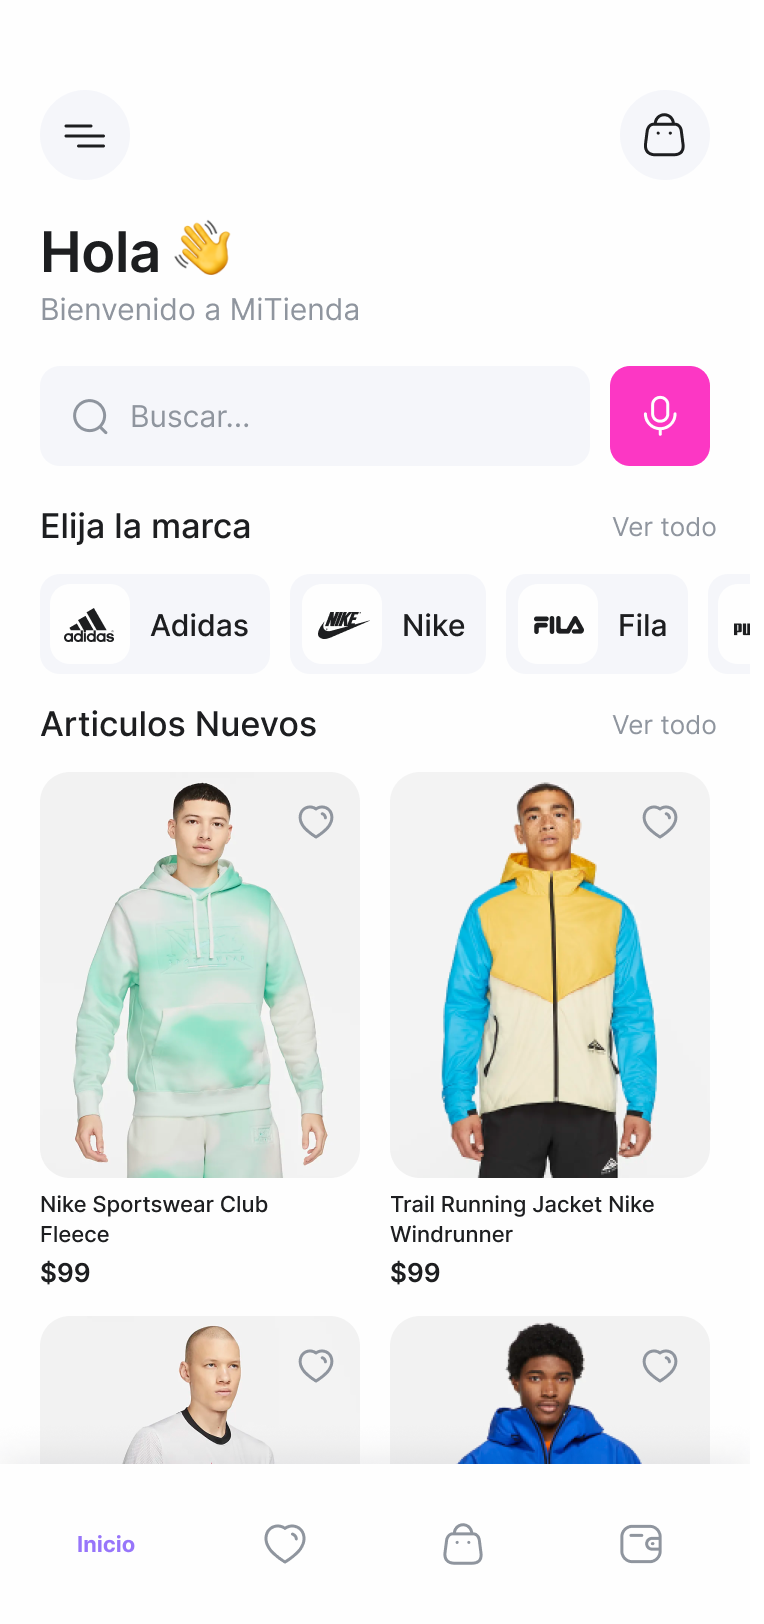 Hola 👋
Bienvenido a MiTienda
Buscar...
Elija la marca
Ver todo
adidas
Adidas
NIKE
Nike
FILA
Fila
Articulos Nuevos
Ver todo
Nike Sportswear Club
Fleece
$99
Trail Running Jacket Nike
Windrunner
$99
Inicio